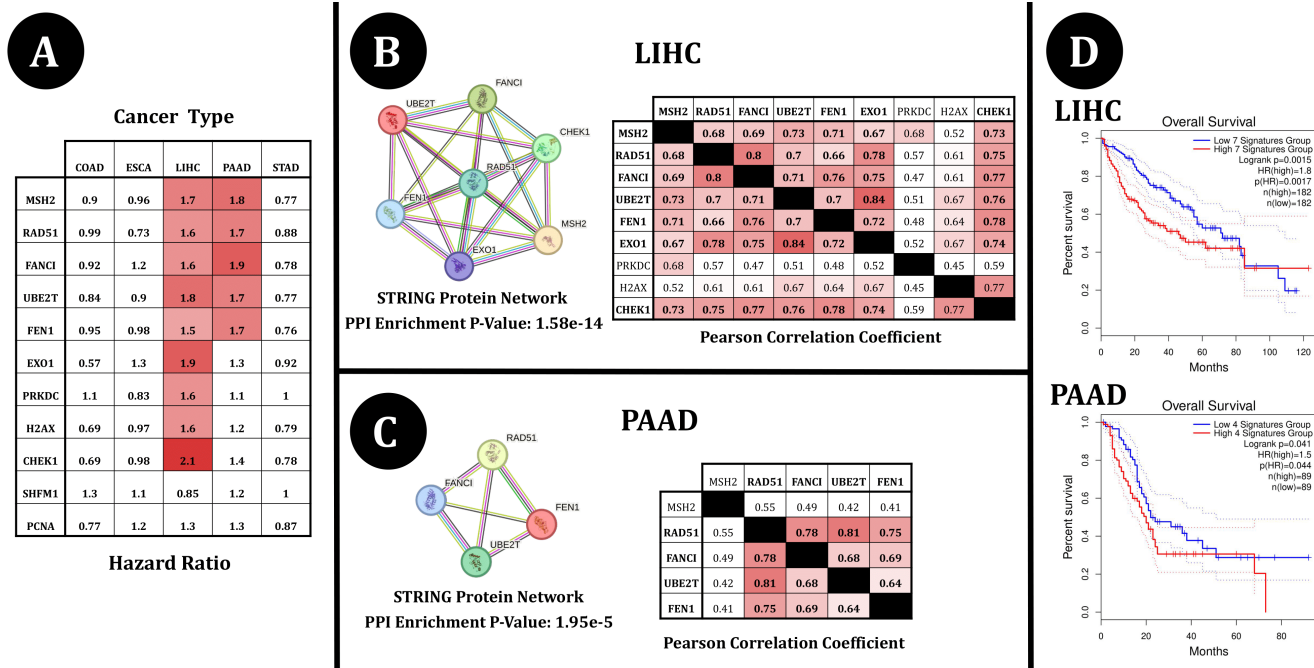 A
Cancer Type
COAD ESCA LIHC PAAD STAD
MSH2 0.9 0.96 1.7 1.8 0.77
RAD51 0.99 0.73 1.6 1.7 0.88
FANCI 0.92 1.2 1.6 1.9 0.78
UBE2T 0.84 0.9 1.8 1.7 0.77
FEN1 0.95 0.98 1.5 1.7 0.76
EXO1 0.57 1.3 1.9 1.3 0.92
PRKDC 1.1 0.83 1.6 1.1 1
H2AX 0.69 0.97 1.6 1.2 0.79
CHEK1 0.69 0.98 2.1 1.4 0.78
SHFM1 1.3 1.1 0.85 1.2 1
PCNA 0.77 1.2 1.3 1.3 0.87
Hazard Ratio
B
LIHC
FANCI
UBE2T
CHEK1
RAD51
FEN1
MSH2
EXO1
STRING Protein Network
PPI Enrichment P-Value: 1.58e-14
MSH2 RAD51 FANCI UBE2T FEN1 EXO1 PRKDC H2AX CHEK1
MSH2 0.68 0.69 0.73 0.71 0.67 0.68 0.52 0.73
RAD51 0.68 0.8 0.7 0.66 0.78 0.57 0.61 0.75
FANCI 0.69 0.8 0.71 0.76 0.75 0.47 0.61 0.77
UBE2T 0.73 0.7 0.71 0.7 0.84 0.51 0.67 0.76
FEN1 0.71 0.66 0.76 0.7 0.72 0.48 0.64 0.78
EXO1 0.67 0.78 0.75 0.84 0.72 0.52 0.67 0.74
PRKDC 0.68 0.57 0.47 0.51 0.48 0.52 0.45 0.59
H2AX 0.52 0.61 0.61 0.67 0.64 0.67 0.45 0.77
CHEK1 0.73 0.75 0.77 0.76 0.78 0.74 0.59 0.77
Pearson Correlation Coefficient
C
PAAD
RAD51
FANCI
FEN1
UBE2T
STRING Protein Network
PPI Enrichment P-Value: 1.95e-5
MSH2 RAD51 FANCI UBE2T FEN1
MSH2 0.55 0.49 0.42 0.41
RAD51 0.55 0.78 0.81 0.75
FANCI 0.49 0.78 0.68 0.69
UBE2T 0.42 0.81 0.68 0.64
FEN1 0.41 0.75 0.69 0.64
Pearson Correlation Coefficient
D
LIHC
Overall Survival
Low 7 Signatures Group
High 7 Signatures Group
Logrank p=0.0015
HR(high)=1.8
p(HR)=0.0017
n(high)=182
n(low)=182
Percent survival
1.0
0.8
0.6
0.4
0.2
0.0
0 20 40 60 80 100 120
Months
PAAD
Overall Survival
Low 4 Signatures Group
High 4 Signatures Group
Logrank p=0.041
HR(high)=1.5
p(HR)=0.044
n(high)=89
n(low)=89
Percent survival
1.0
0.8
0.6
0.4
0.2
0.0
0 20 40 60 80
Months